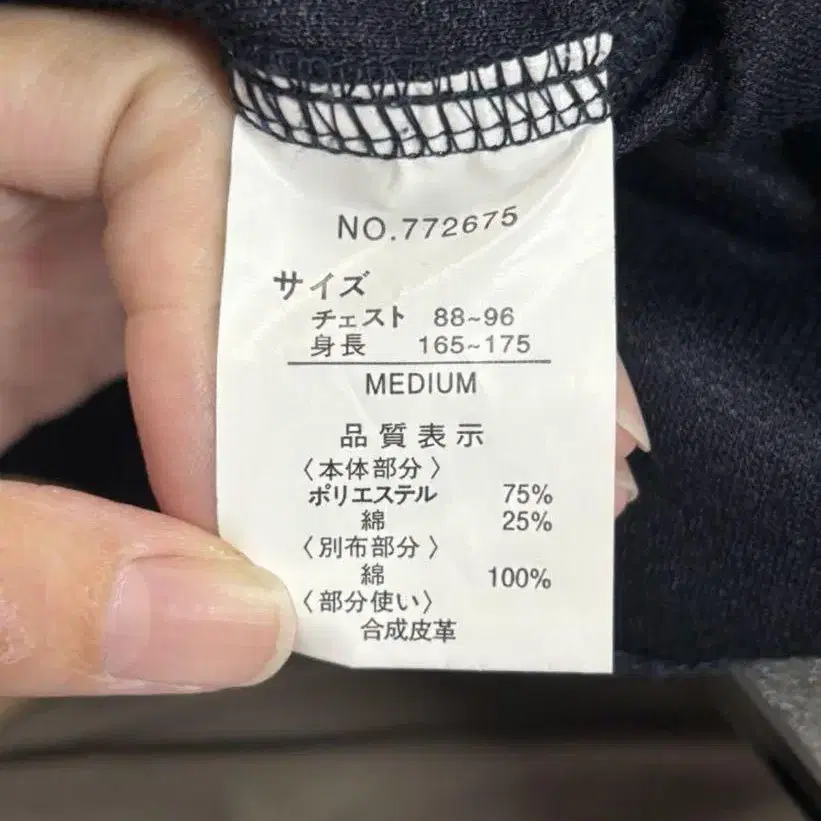 NO.772675
サイズ
チェスト 88~96
身長 165~175
MEDIUM
品質表示
〈本体部分〉
ポリエステル 75%
綿 25%
〈別布部分〉
綿 100%
〈部分使い〉
合成皮革